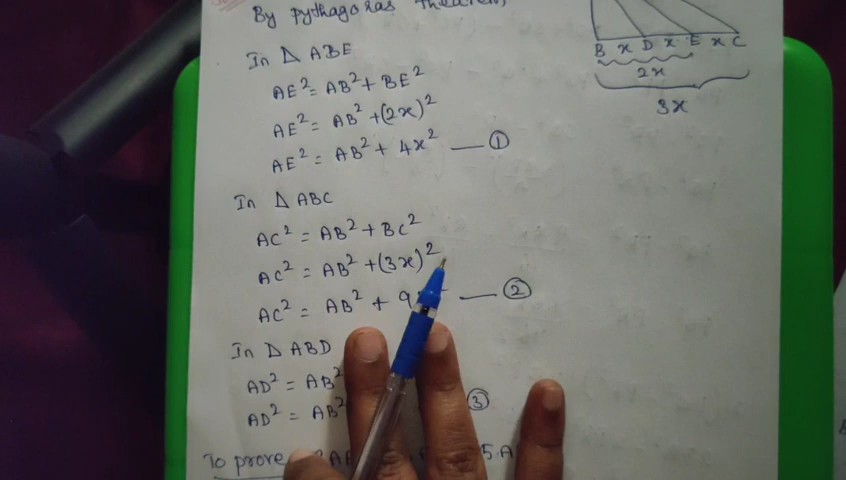 By pythagoras theorem,
In △ ABE
AE² = AB² + BE²
AE² = AB² + (2x)²
AE² = AB² + 4x² — ①
In △ ABC
AC² = AB² + BC²
AC² = AB² + (3x)²
AC² = AB² + 9 — ②
In △ ABD
AD² = AB²
AD² = AB² ③
To prove
B x D x E x C
2x
3x